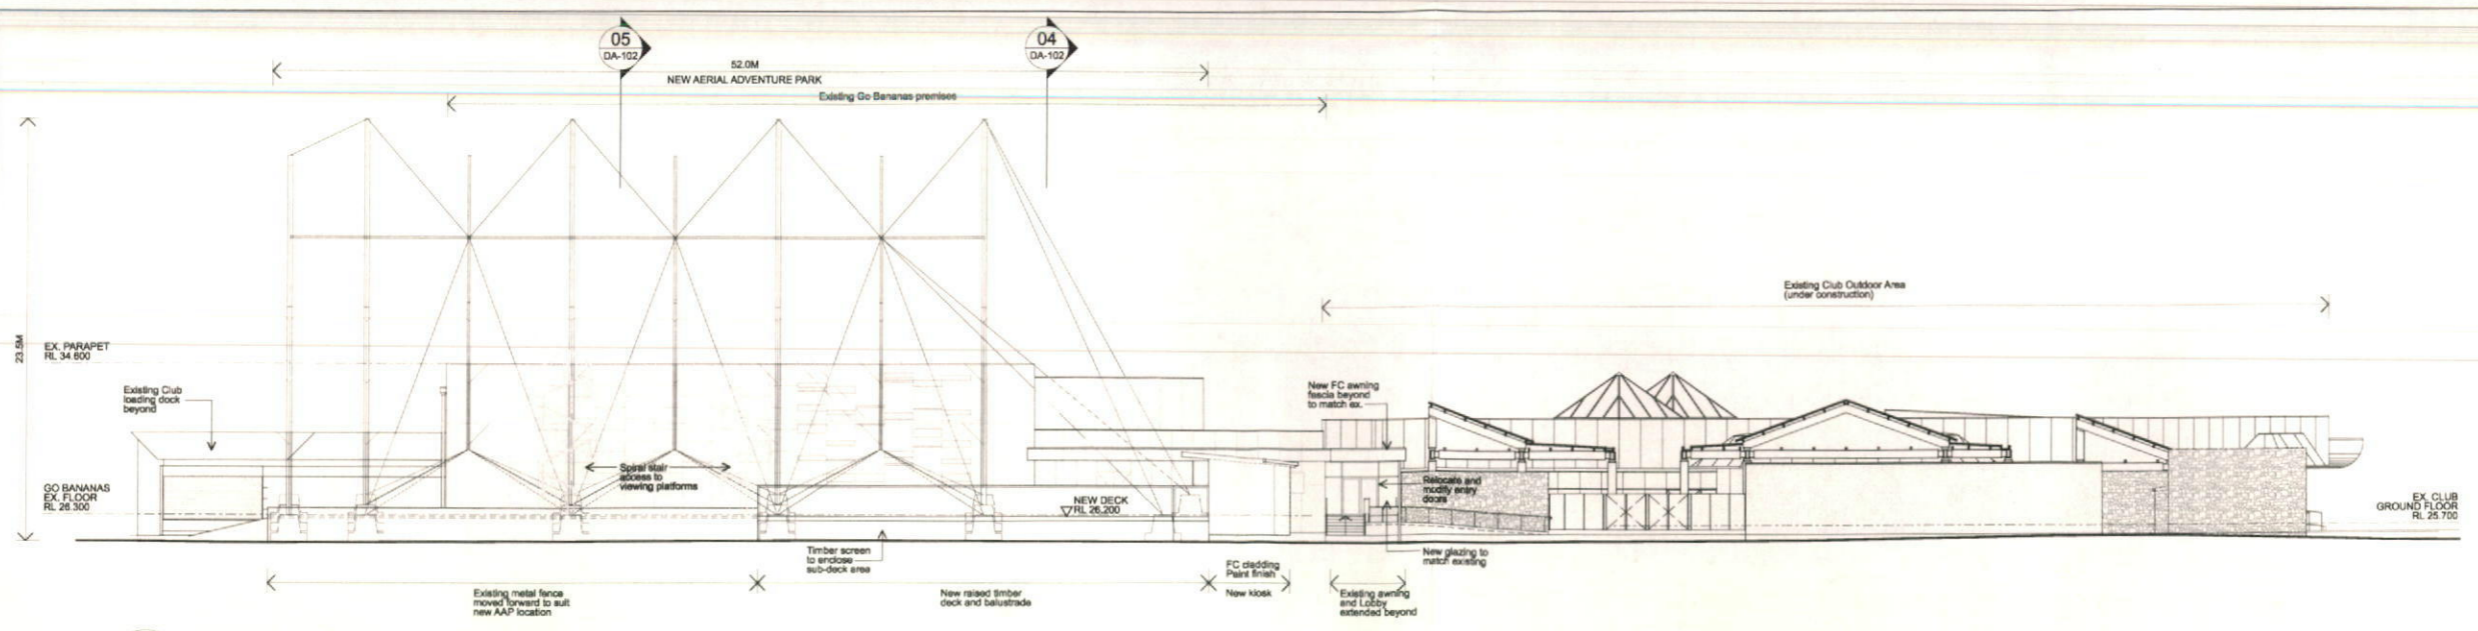 05
DA-102
04
DA-102
52.0M
NEW AERIAL ADVENTURE PARK
Existing Go Bananas premises
23.5M
EX. PARAPET
RL 34.600
Existing Club
loading dock
beyond
GO BANANAS
EX. FLOOR
RL 26.300
Spiral stair
access to
viewing platforms
NEW DECK
RL 26.200
Existing Club Outdoor Area
(under construction)
New FC awning
fascia beyond
to match ex.
Relocate and
modify entry
doors
EX. CLUB
GROUND FLOOR
RL 25.700
Timber screen
to enclose
sub-deck area
New glazing to
match existing
FC cladding
Paint finish
New kiosk
Existing metal fence
moved forward to suit
new AAP location
New raised timber
deck and balustrade
Existing awning
and Lobby
extended beyond